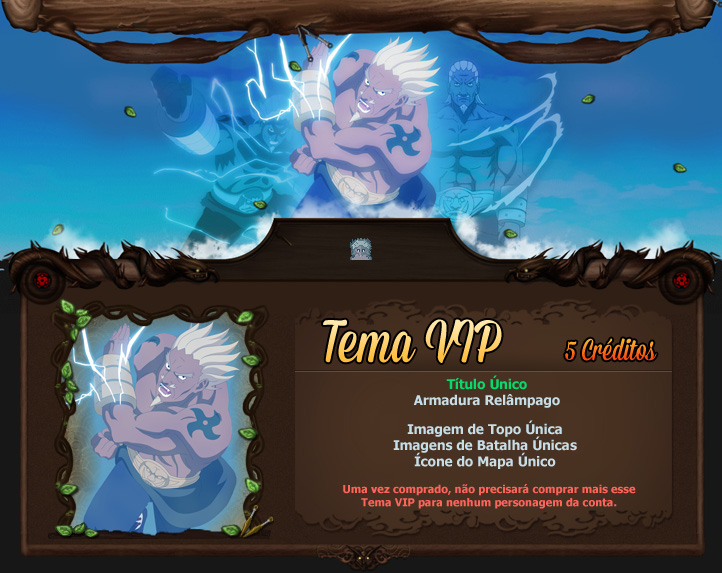 Tema VIP
5 Créditos
Título Único
Armadura Relâmpago
Imagem de Topo Única
Imagens de Batalha Únicas
Ícone do Mapa Único
Uma vez comprado, não precisará comprar mais esse
Tema VIP para nenhum personagem da conta.